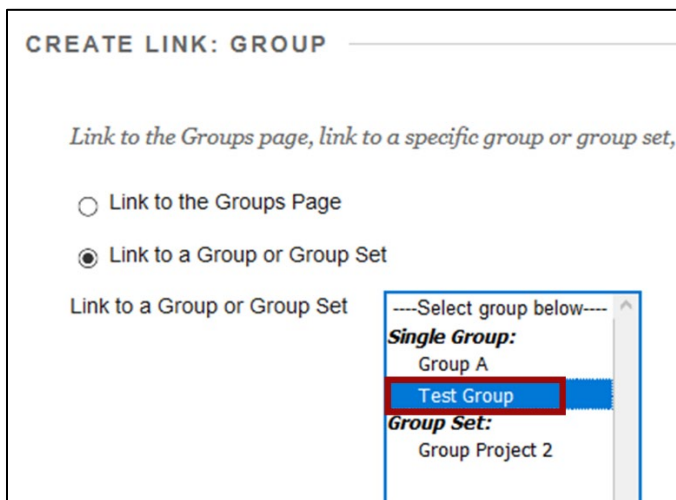 CREATE LINK: GROUP
Link to the Groups page, link to a specific group or group set,
Link to the Groups Page
Link to a Group or Group Set
Link to a Group or Group Set
----Select group below----
Single Group:
Group A
Test Group
Group Set:
Group Project 2